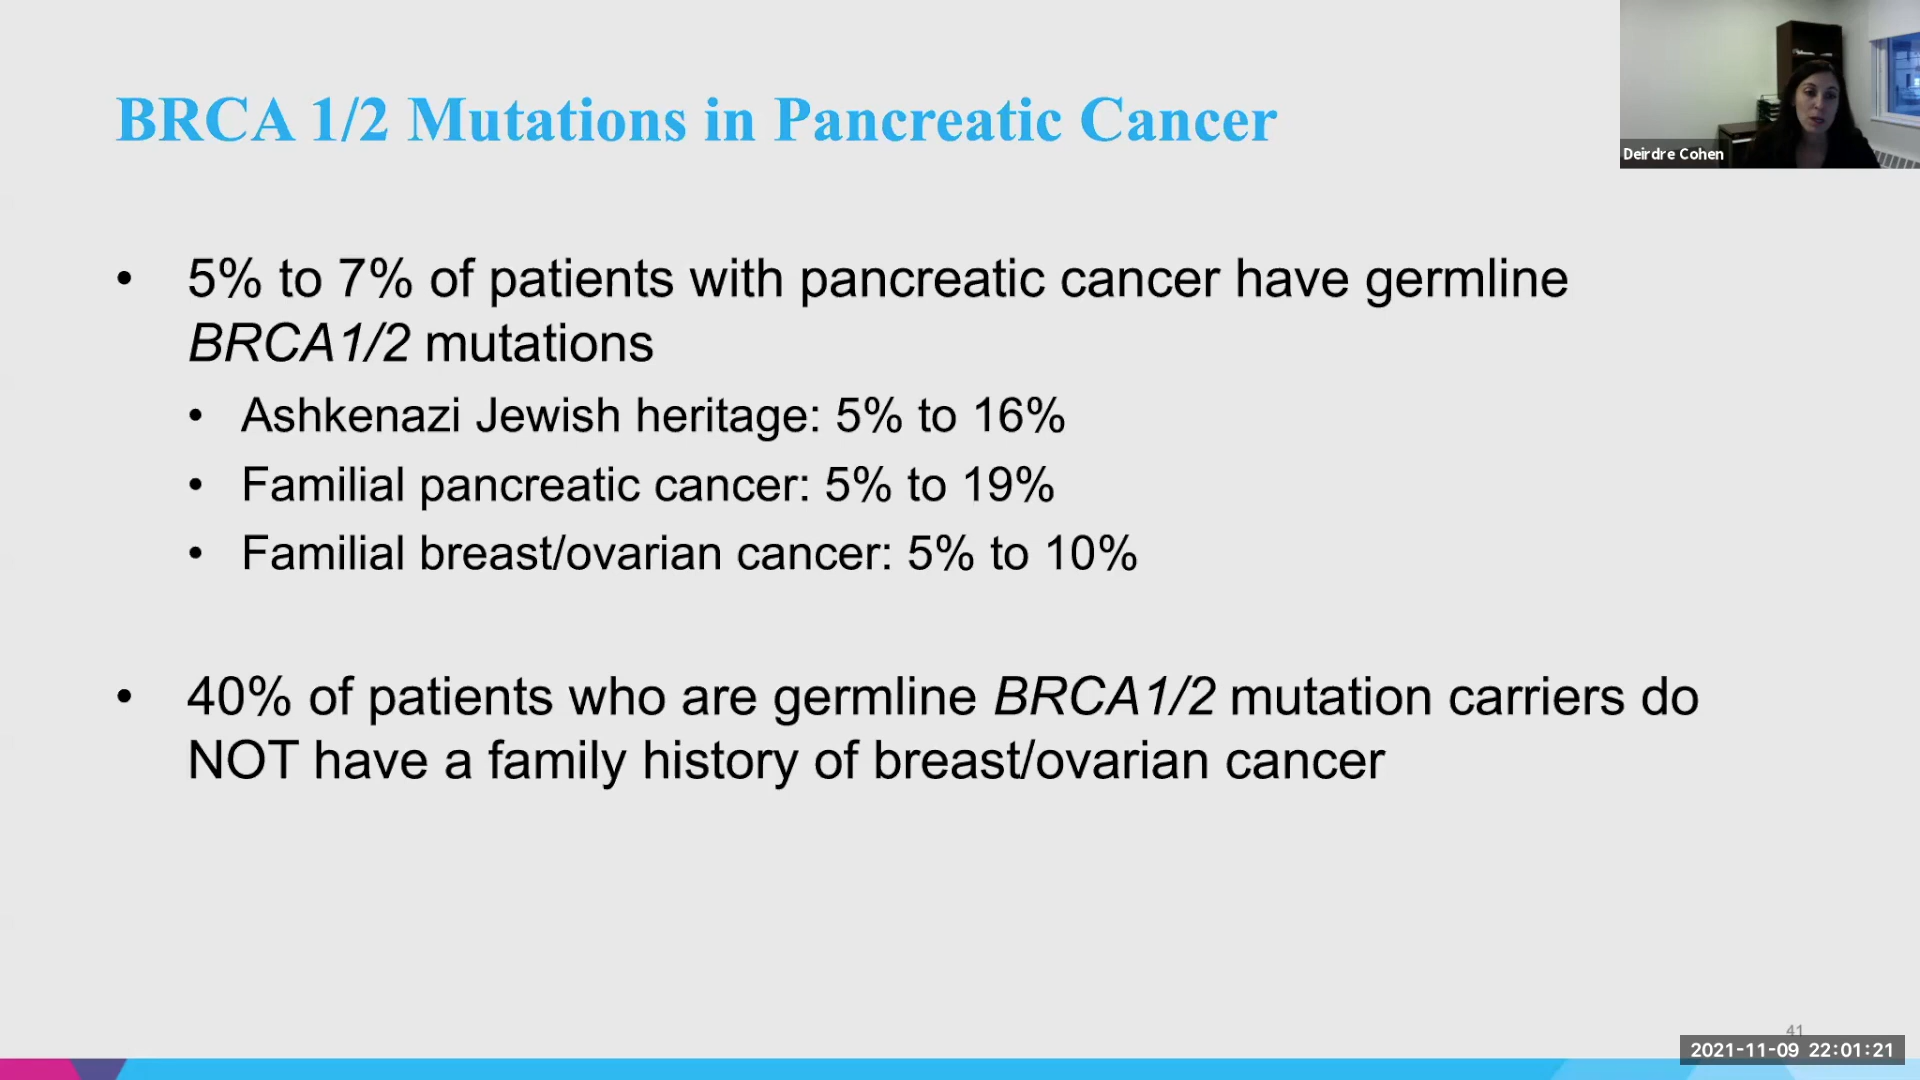 BRCA 1/2 Mutations in Pancreatic Cancer
Deirdre Cohen
• 5% to 7% of patients with pancreatic cancer have germline
BRCA1/2 mutations
• Ashkenazi Jewish heritage: 5% to 16%
• Familial pancreatic cancer: 5% to 19%
• Familial breast/ovarian cancer: 5% to 10%
• 40% of patients who are germline BRCA1/2 mutation carriers do
NOT have a family history of breast/ovarian cancer
41
2021-11-09 22:01:21